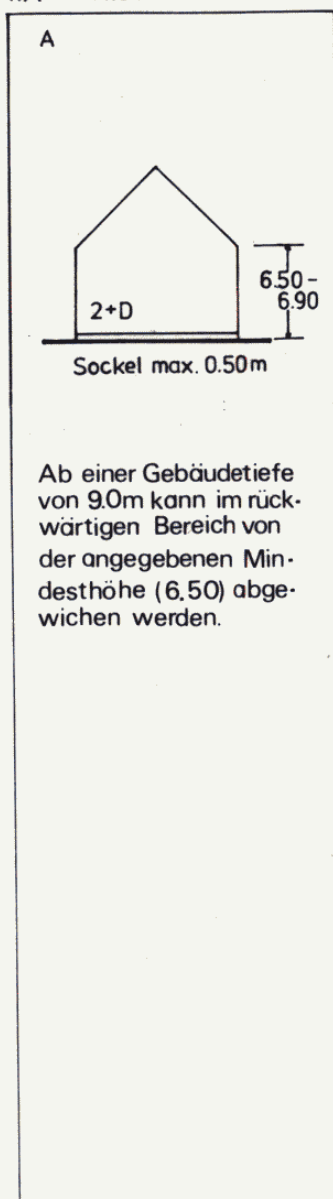 A
6.50-
6.90
2+D
Sockel max. 0.50m
Ab einer Gebäudetiefe
von 9.0m kann im rück-
wärtigen Bereich von
der angegebenen Min-
desthöhe (6.50) abge-
wichen werden.